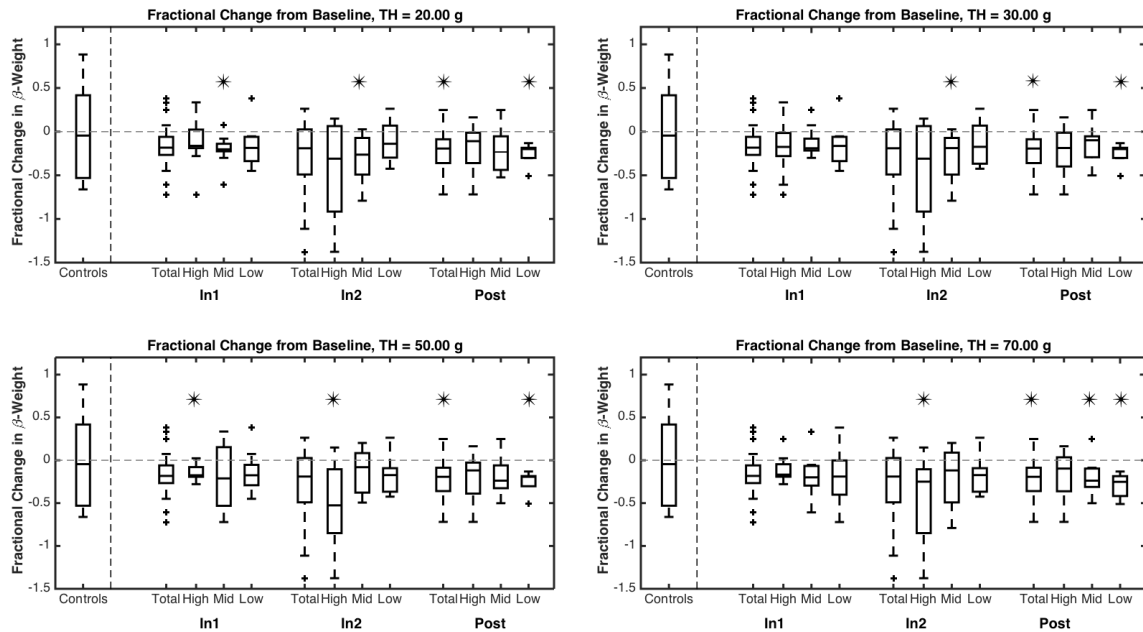 Fractional Change from Baseline, TH = 20.00 g
Fractional Change in β-Weight
1
0.5
0
-0.5
-1
-1.5
Controls Total High Mid Low Total High Mid Low Total High Mid Low
In1 In2 Post
Fractional Change from Baseline, TH = 30.00 g
Fractional Change in β-Weight
1
0.5
0
-0.5
-1
-1.5
Controls Total High Mid Low Total High Mid Low Total High Mid Low
In1 In2 Post
Fractional Change from Baseline, TH = 50.00 g
Fractional Change in β-Weight
1
0.5
0
-0.5
-1
-1.5
Controls Total High Mid Low Total High Mid Low Total High Mid Low
In1 In2 Post
Fractional Change from Baseline, TH = 70.00 g
Fractional Change in β-Weight
1
0.5
0
-0.5
-1
-1.5
Controls Total High Mid Low Total High Mid Low Total High Mid Low
In1 In2 Post